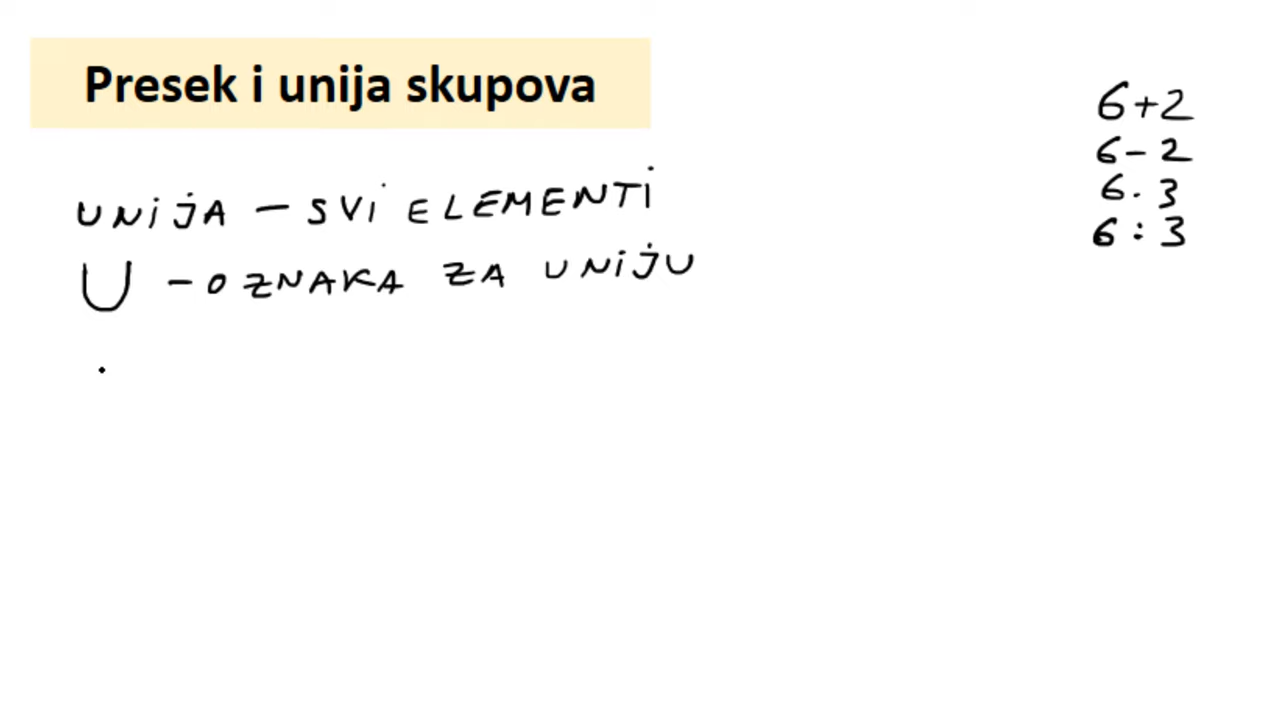 Presek i unija skupova
UNIJA - SVI ELEMENTI
U - OZNAKA ZA UNIJU
6+2
6-2
6.3
6:3